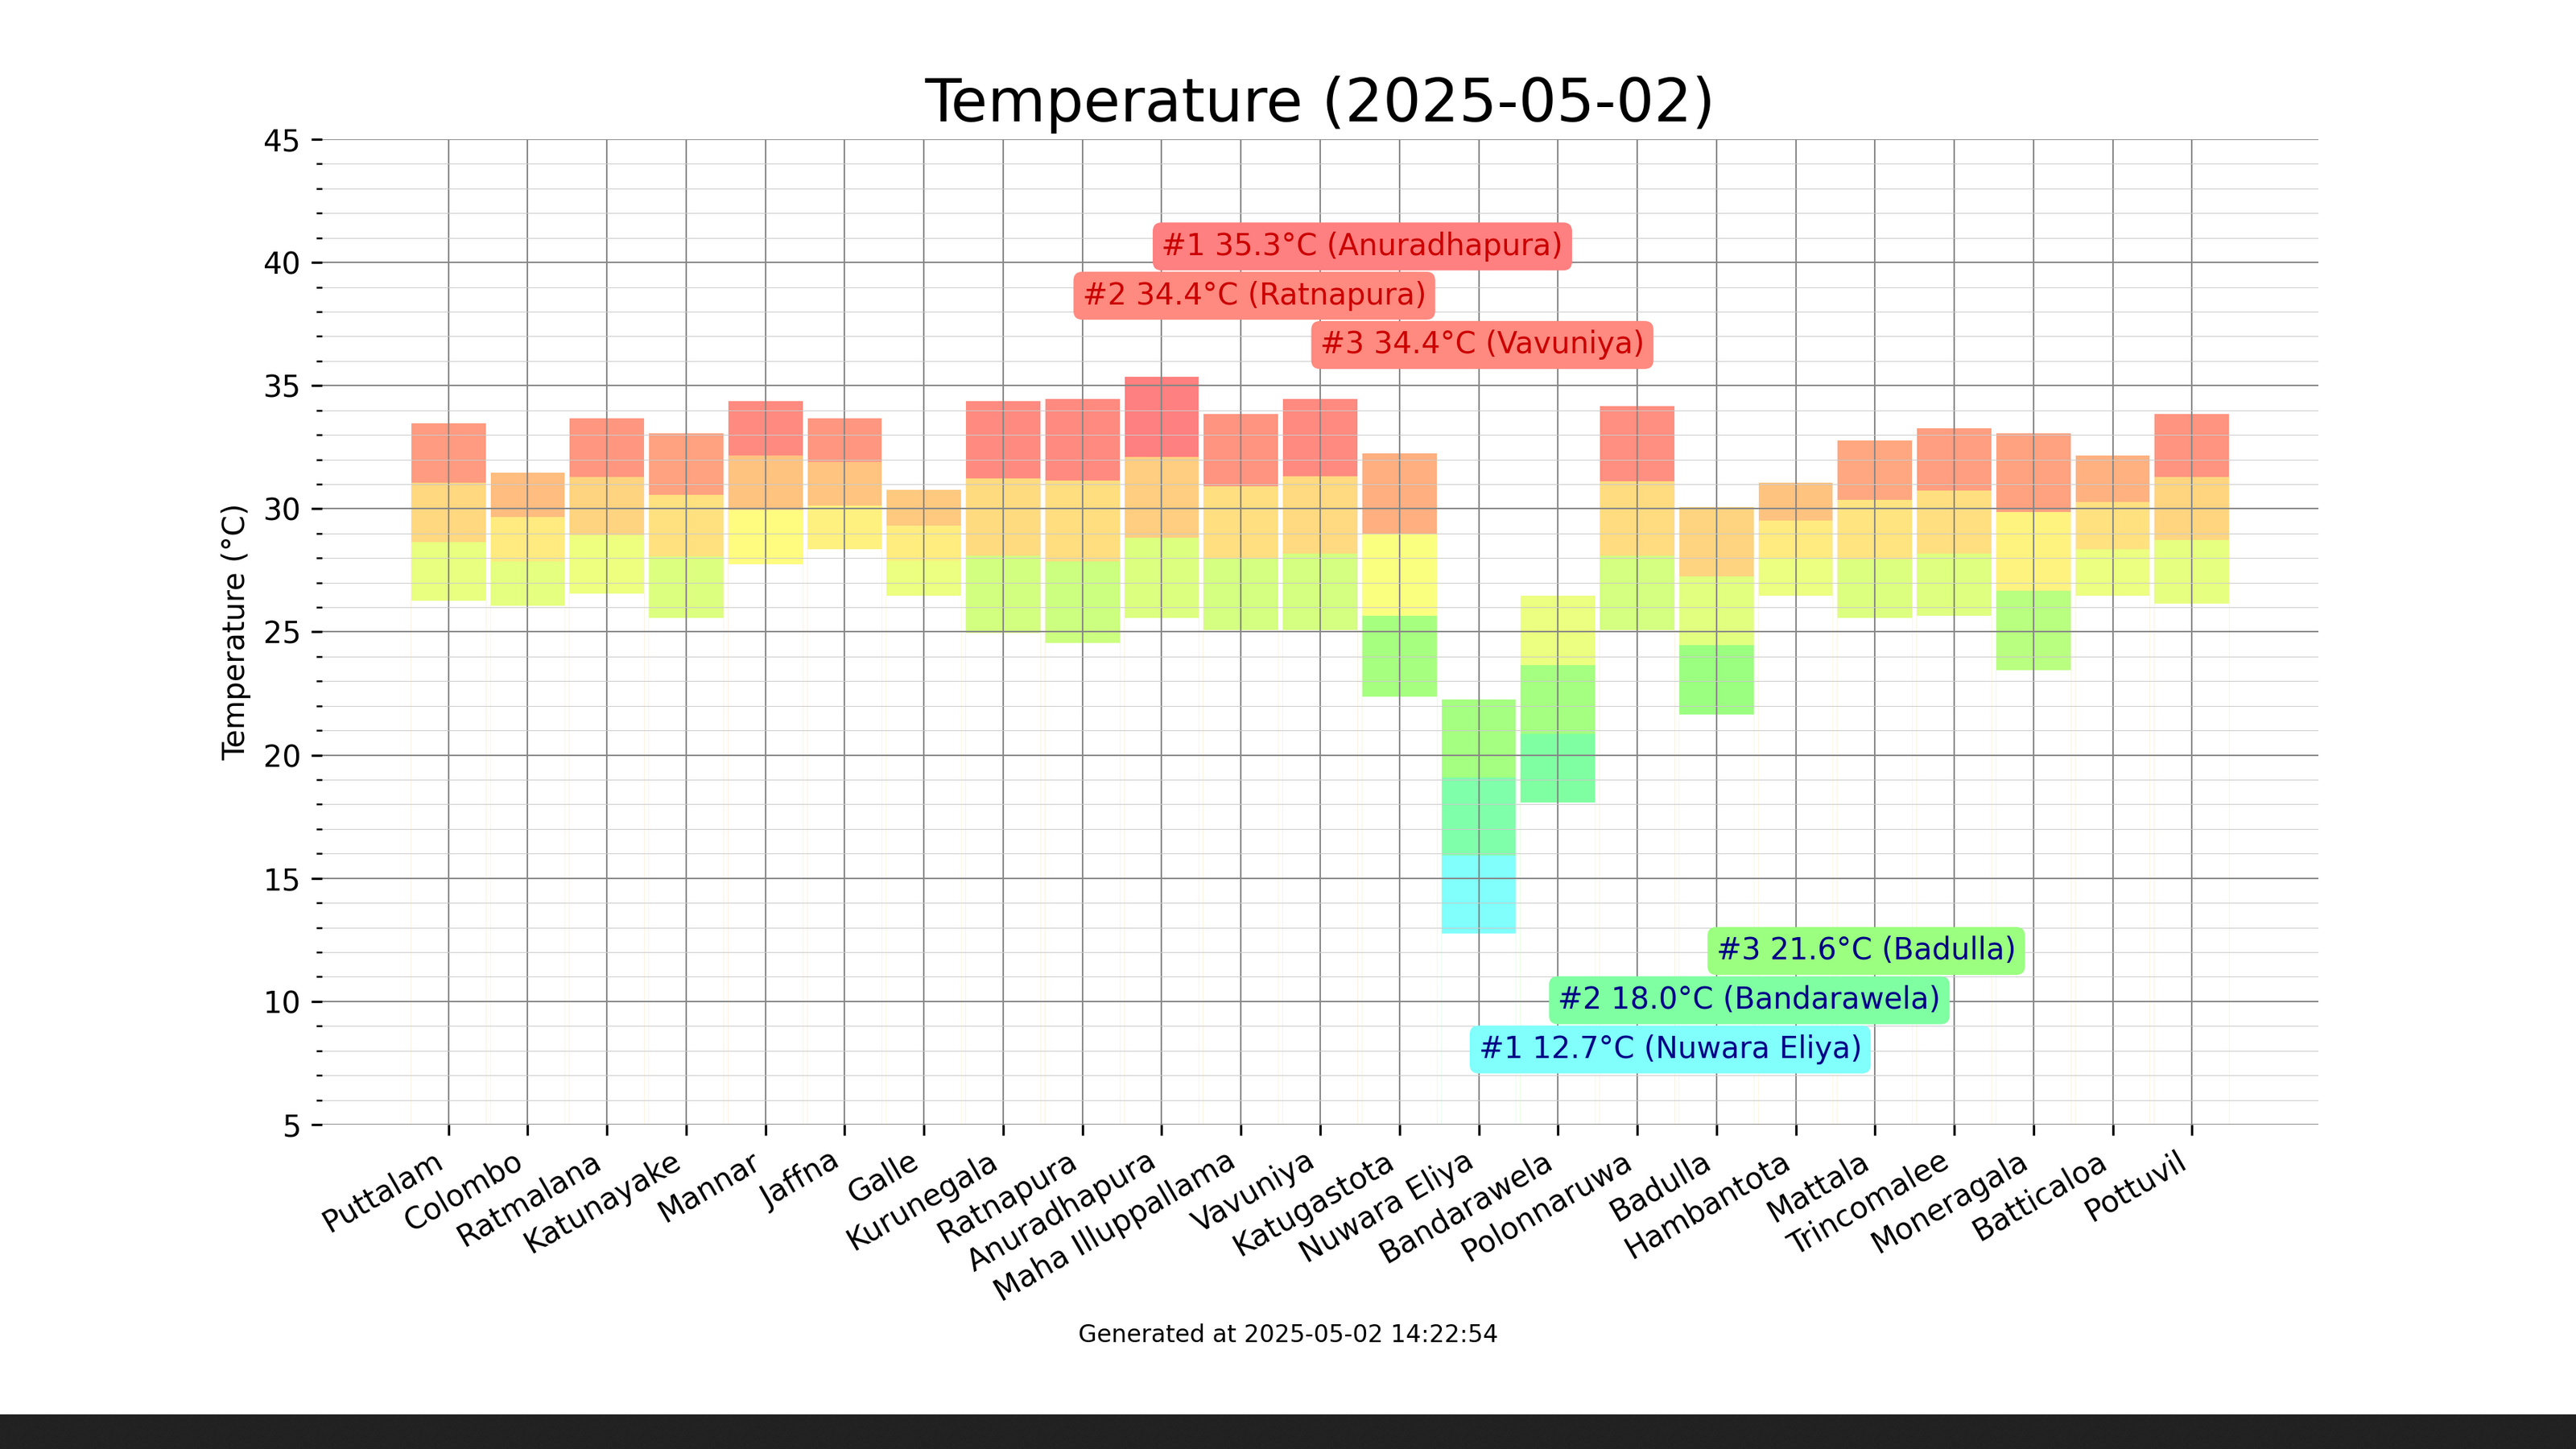 Temperature (2025-05-02)
45
40
35
30
25
20
15
10
5
Temperature (°C)
#1 35.3°C (Anuradhapura)
#2 34.4°C (Ratnapura)
#3 34.4°C (Vavuniya)
#3 21.6°C (Badulla)
#2 18.0°C (Bandarawela)
#1 12.7°C (Nuwara Eliya)
Puttalam
Colombo
Ratmalana
Katunayake
Mannar
Jaffna
Galle
Kurunegala
Ratnapura
Anuradhapura
Maha Illuppallama
Vavuniya
Katugastota
Nuwara Eliya
Bandarawela
Polonnaruwa
Badulla
Hambantota
Mattala
Trincomalee
Moneragala
Batticaloa
Pottuvil
Generated at 2025-05-02 14:22:54